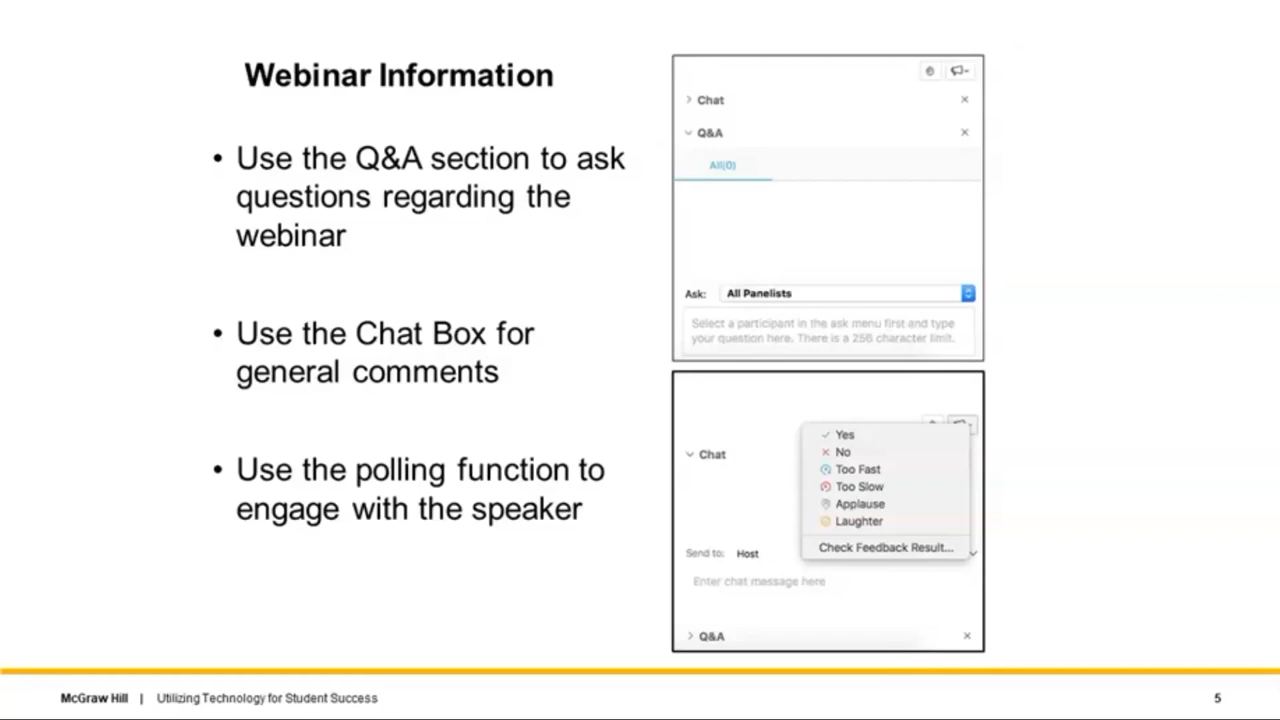 Webinar Information
• Use the Q&A section to ask
questions regarding the
webinar
• Use the Chat Box for
general comments
• Use the polling function to
engage with the speaker
Chat
Q&A
All(0)
Ask: All Panelists
Select a participant in the ask menu first and type
your question here. There is a 256 character limit.
Yes
No
Chat
Too Fast
Too Slow
Applause
Laughter
Check Feedback Result...
Send to: Host
Enter chat message here
Q&A
McGraw Hill | Utilizing Technology for Student Success
5